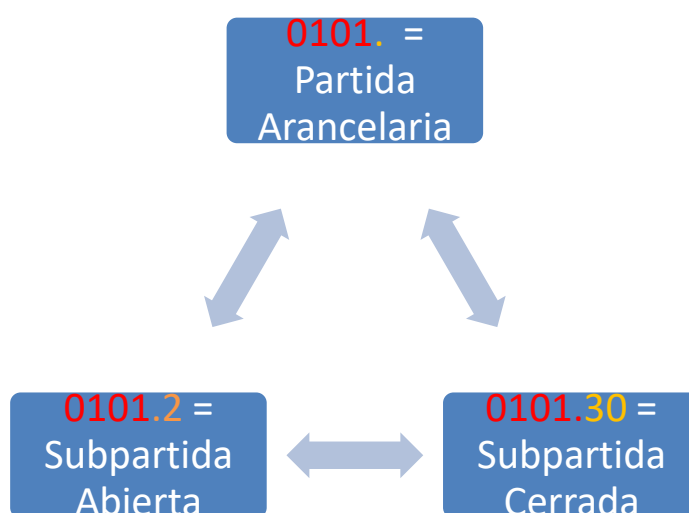 0101. =
Partida
Arancelaria
0101.2 =
Subpartida
Abierta
0101.30 =
Subpartida
Cerrada